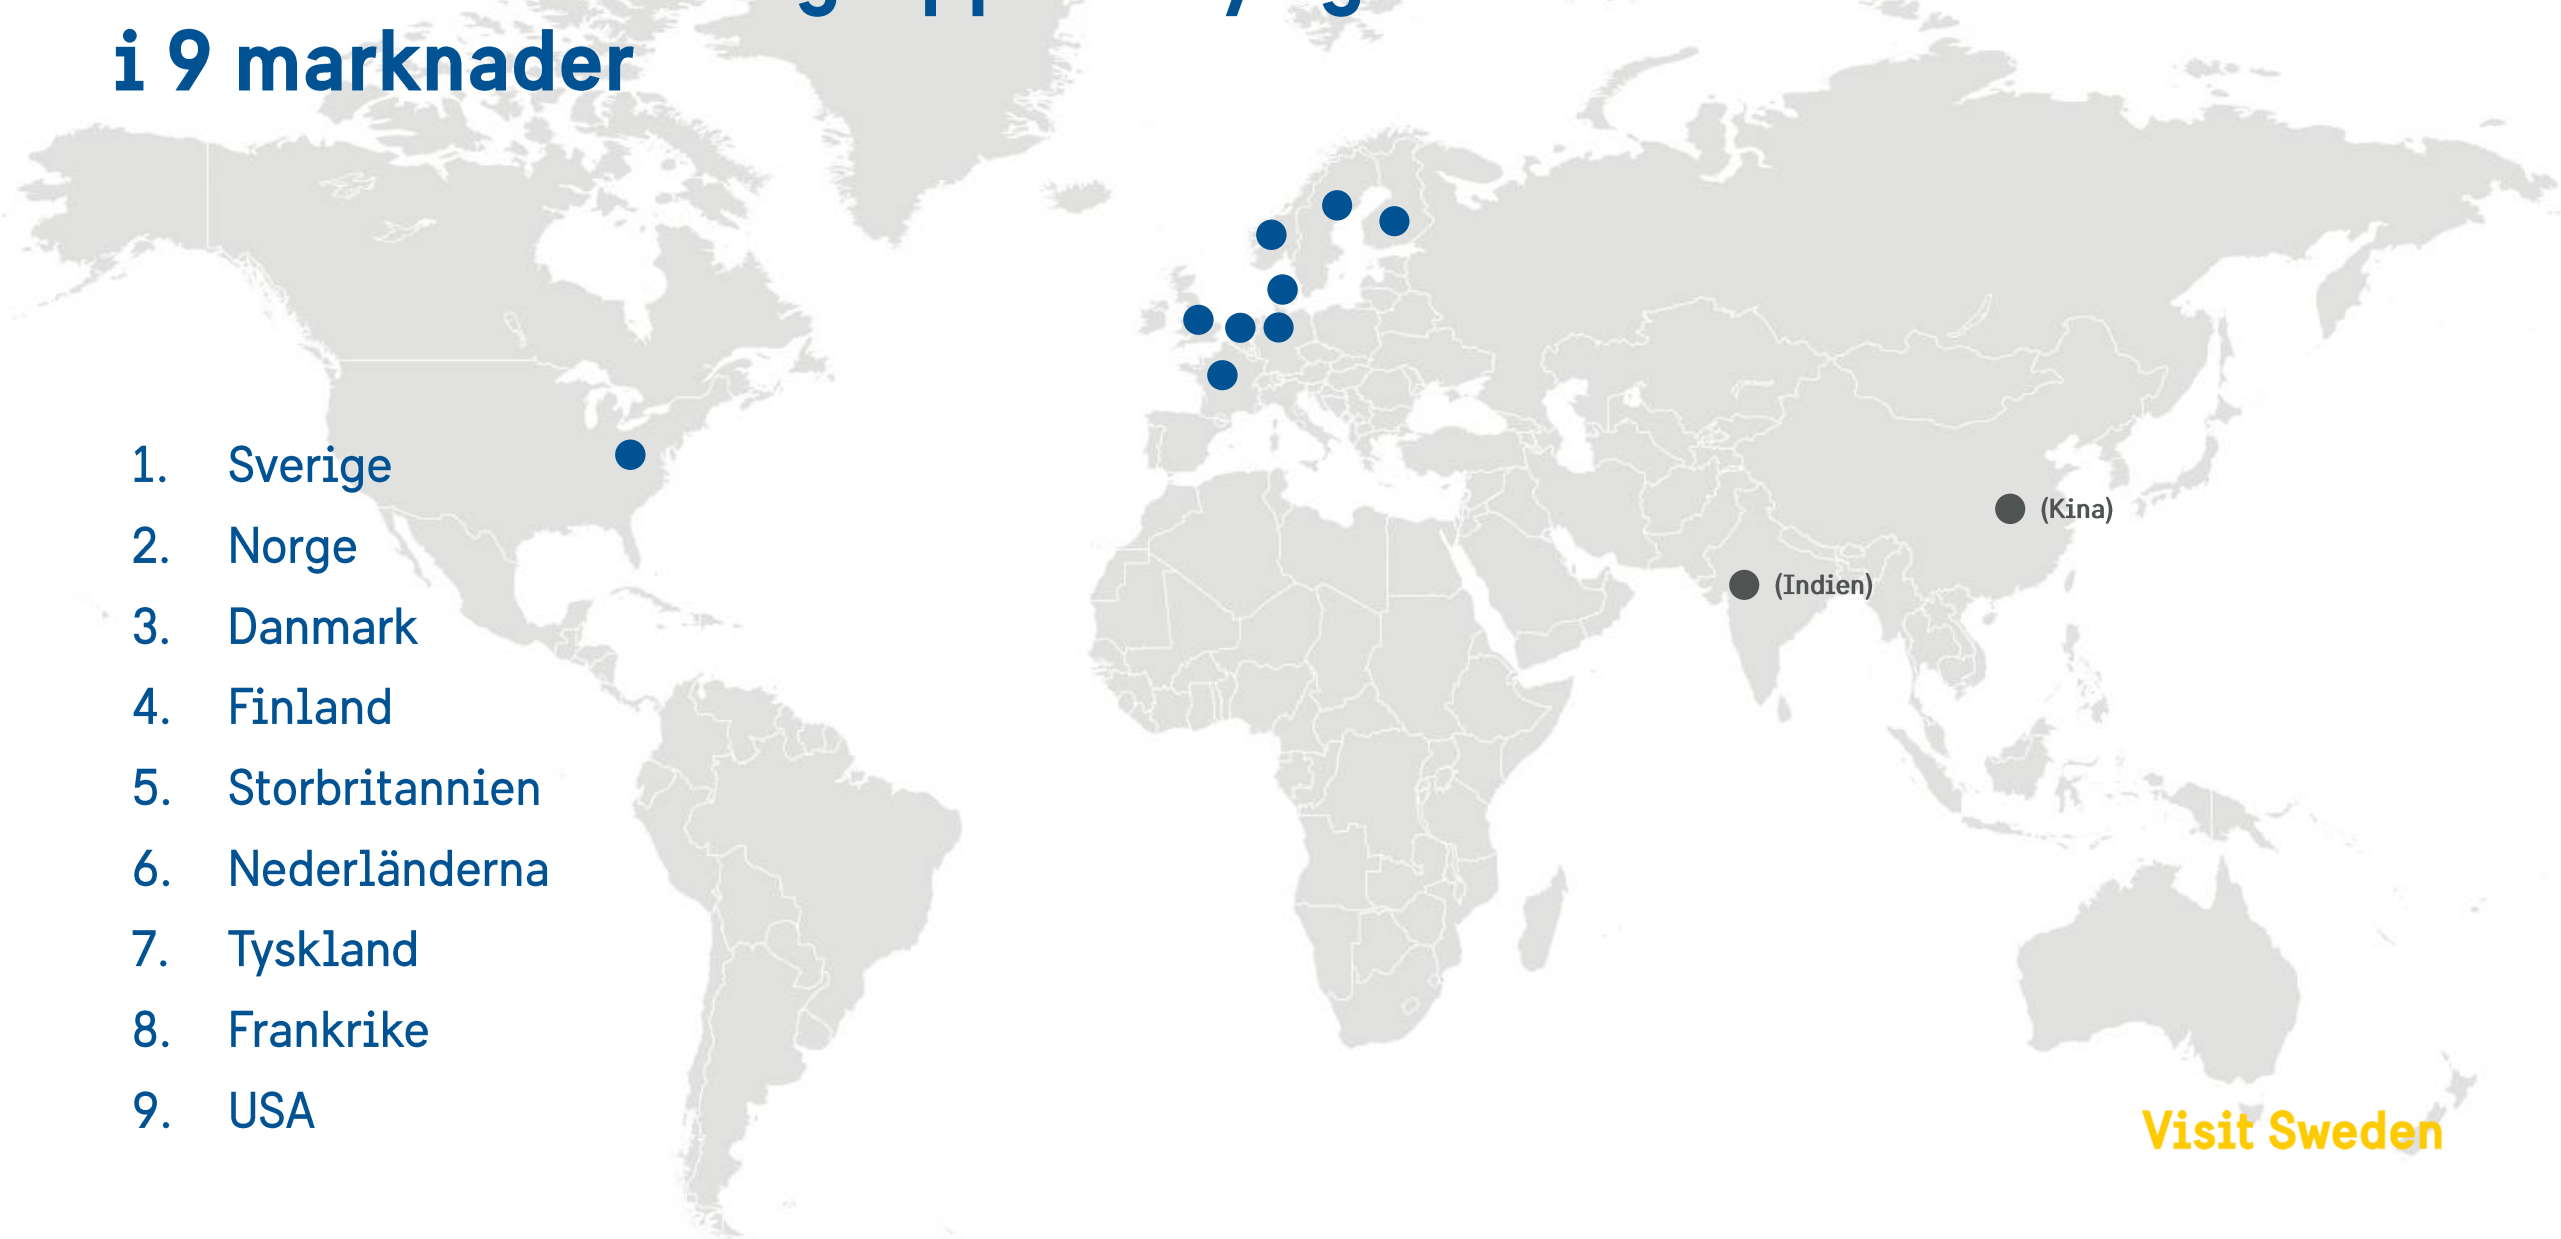 i 9 marknader
1. Sverige
2. Norge
3. Danmark
4. Finland
5. Storbritannien
6. Nederländerna
7. Tyskland
8. Frankrike
9. USA
(Kina)
(Indien)
Visit Sweden